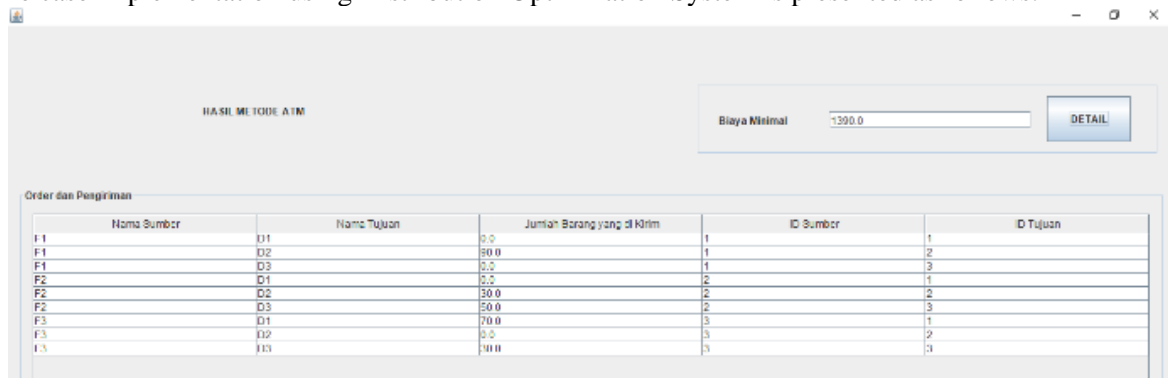 HASIL METODE ATM
Biaya Minimal 1390.0 DETAIL
Order dan Pengiriman
Nama Sumber Nama Tujuan Jumlah Barang yang di Kirim ID Sumber ID Tujuan
F1 D1 0.0 1 1
F1 D2 90.0 1 2
F1 D3 0.0 1 3
F2 D1 0.0 2 1
F2 D2 30.0 2 2
F2 D3 50.0 2 3
F3 D1 70.0 3 1
F3 D2 0.0 3 2
F3 D3 30.0 3 3